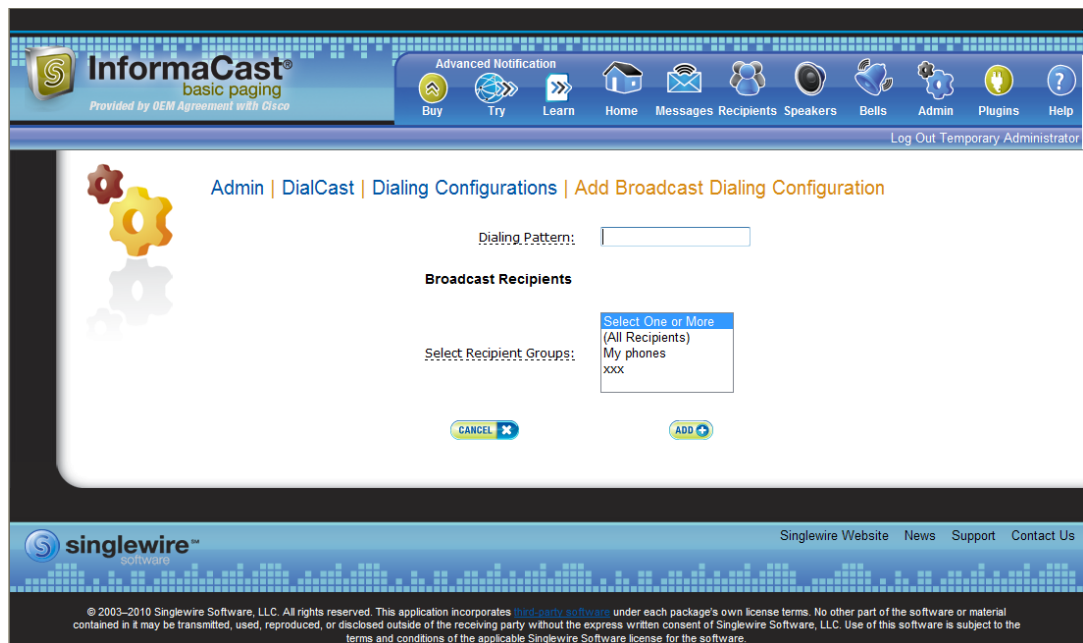 InformaCast®
basic paging
Provided by OEM Agreement with Cisco
Advanced Notification
Buy Try Learn Home Messages Recipients Speakers Bells Admin Plugins Help
Log Out Temporary Administrator
Admin | DialCast | Dialing Configurations | Add Broadcast Dialing Configuration
Dialing Pattern:
Broadcast Recipients
Select Recipient Groups:
Select One or More
(All Recipients)
My phones
xxx
CANCEL
ADD
singlewire℠
software
Singlewire Website News Support Contact Us
© 2003–2010 Singlewire Software, LLC. All rights reserved. This application incorporates third-party software under each package's own license terms. No other part of the software or material
contained in it may be transmitted, used, reproduced, or disclosed outside of the receiving party without the express written consent of Singlewire Software, LLC. Use of this software is subject to the
terms and conditions of the applicable Singlewire Software license for the software.